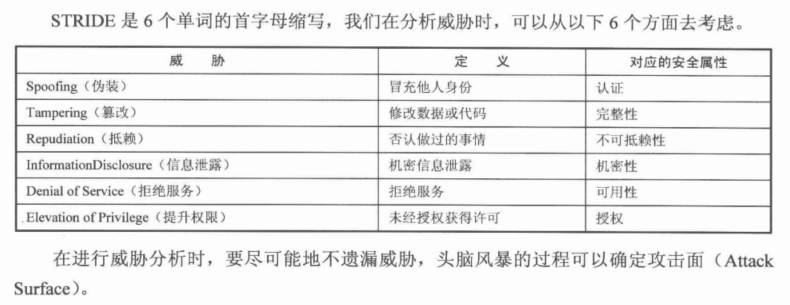 STRIDE 是 6 个单词的首字母缩写，我们在分析威胁时，可以从以下 6 个方面去考虑。
威 胁 定 义 对应的安全属性
Spoofing（伪装） 冒充他人身份 认证
Tampering（篡改） 修改数据或代码 完整性
Repudiation（抵赖） 否认做过的事情 不可抵赖性
InformationDisclosure（信息泄露） 机密信息泄露 机密性
Denial of Service（拒绝服务） 拒绝服务 可用性
Elevation of Privilege（提升权限） 未经授权获得许可 授权
在进行威胁分析时，要尽可能地不遗漏威胁，头脑风暴的过程可以确定攻击面（Attack
Surface）。